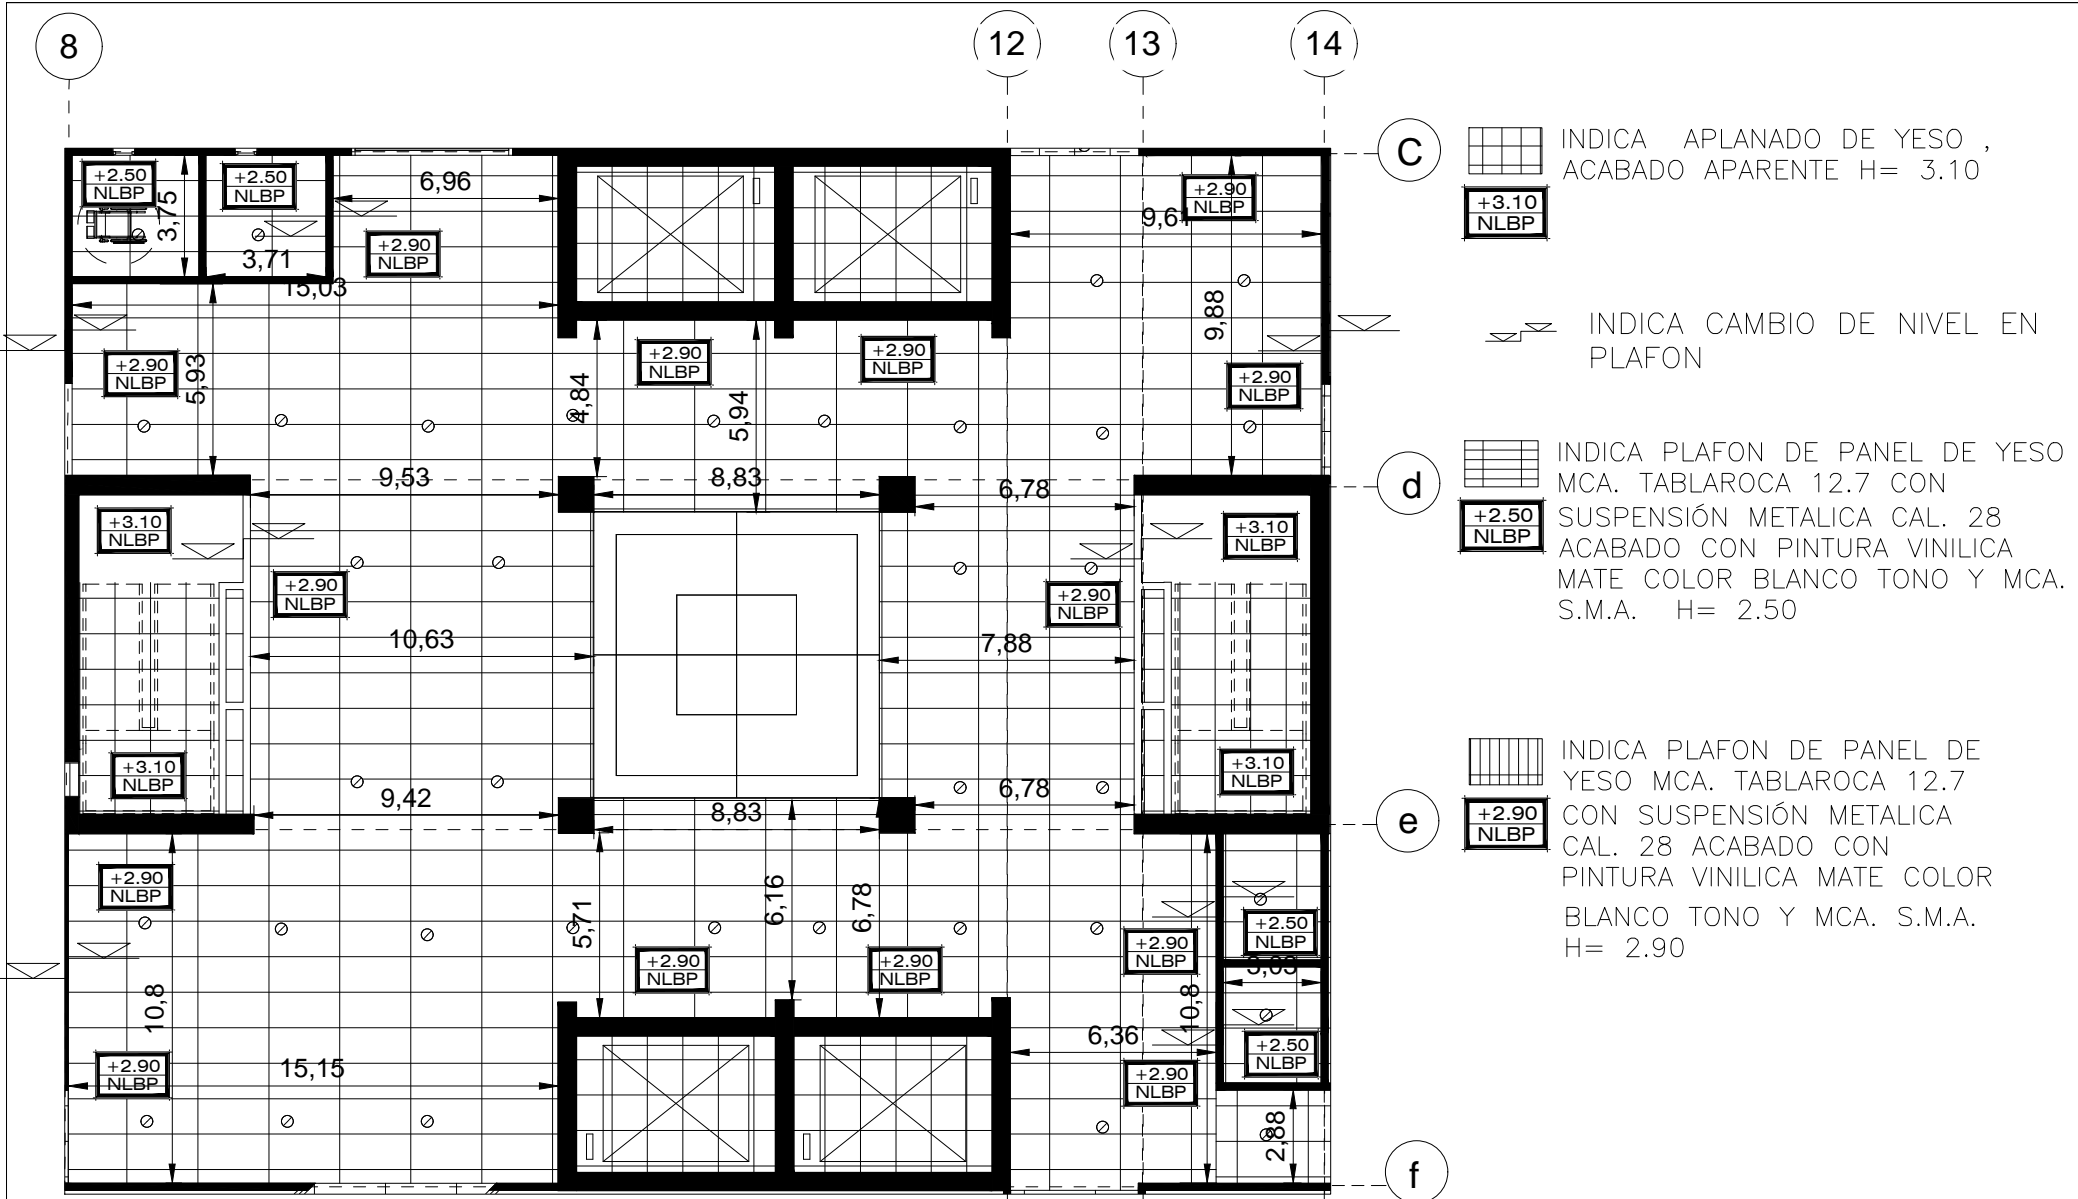 8
12
13
14
C
INDICA APLANADO DE YESO ,
ACABADO APARENTE H= 3.10
+3.10
NLBP
INDICA CAMBIO DE NIVEL EN
PLAFON
d
INDICA PLAFON DE PANEL DE YESO
MCA. TABLAROCA 12.7 CON
SUSPENSIÓN METALICA CAL. 28
ACABADO CON PINTURA VINILICA
MATE COLOR BLANCO TONO Y MCA.
S.M.A. H= 2.50
+2.50
NLBP
e
INDICA PLAFON DE PANEL DE
YESO MCA. TABLAROCA 12.7
CON SUSPENSIÓN METALICA
CAL. 28 ACABADO CON
PINTURA VINILICA MATE COLOR
BLANCO TONO Y MCA. S.M.A.
H= 2.90
+2.90
NLBP
f
+2.50
NLBP
3,75
+2.50
NLBP
3,71
6,96
+2.90
NLBP
15,03
+2.90
NLBP
9,61
9,88
+2.90
NLBP
5,93
4,84
+2.90
NLBP
5,94
+2.90
NLBP
+2.90
NLBP
9,53
8,83
6,78
+3.10
NLBP
+3.10
NLBP
+2.90
NLBP
+2.90
NLBP
10,63
7,88
+3.10
NLBP
+3.10
NLBP
9,42
8,83
6,78
+2.90
NLBP
5,71
6,16
6,78
+2.50
NLBP
+2.90
NLBP
+2.90
NLBP
+2.90
NLBP
3,03
10,8
10,8
6,36
+2.50
NLBP
+2.90
NLBP
15,15
+2.90
NLBP
2,88